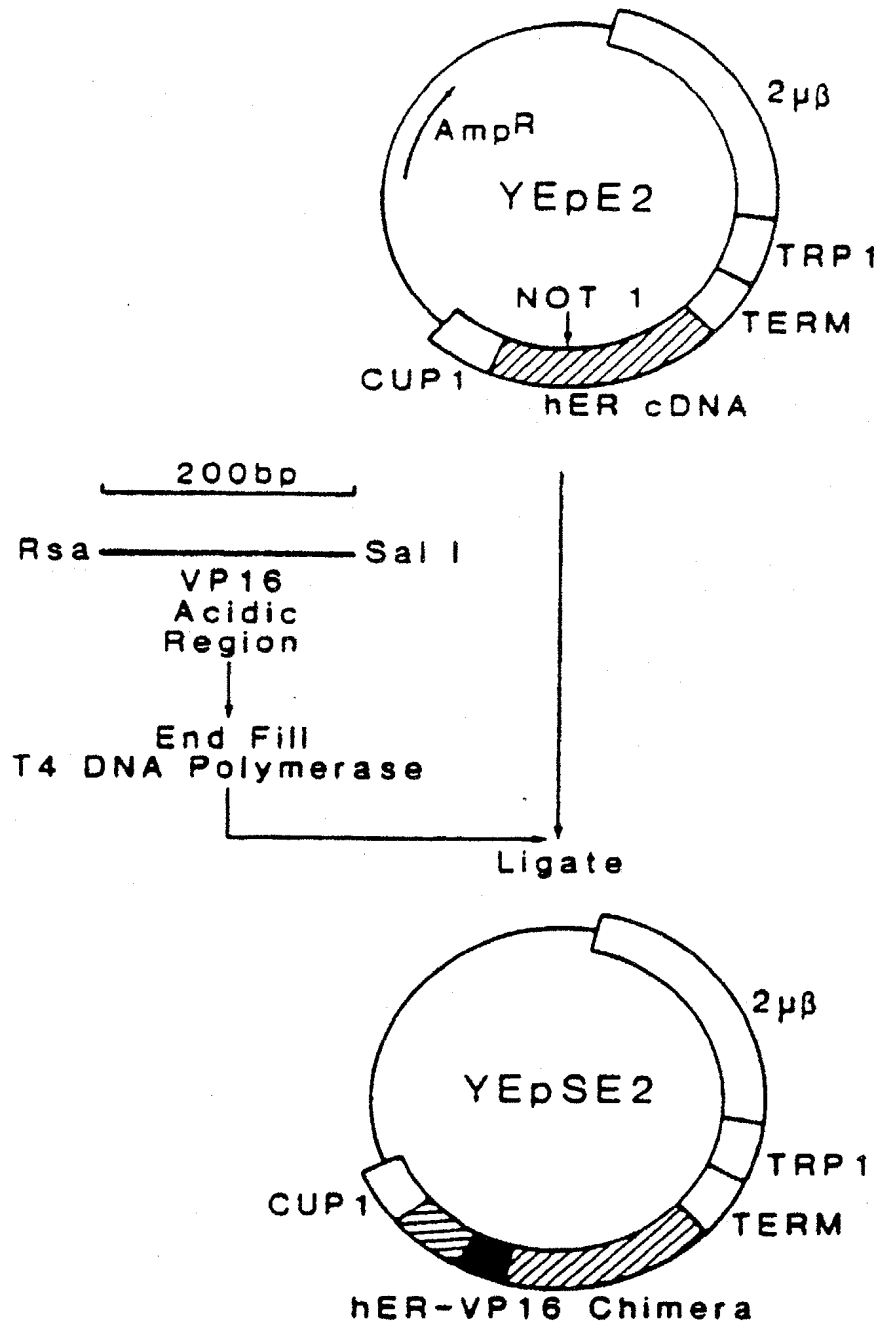 2µβ
AmpR
YEpE2
TRP1
NOT 1
TERM
CUP1
hER cDNA
200bp
Rsa
Sal I
VP16
Acidic
Region
End Fill
T4 DNA Polymerase
Ligate
2µβ
YEpSE2
TRP1
CUP1
TERM
hER-VP16 Chimera